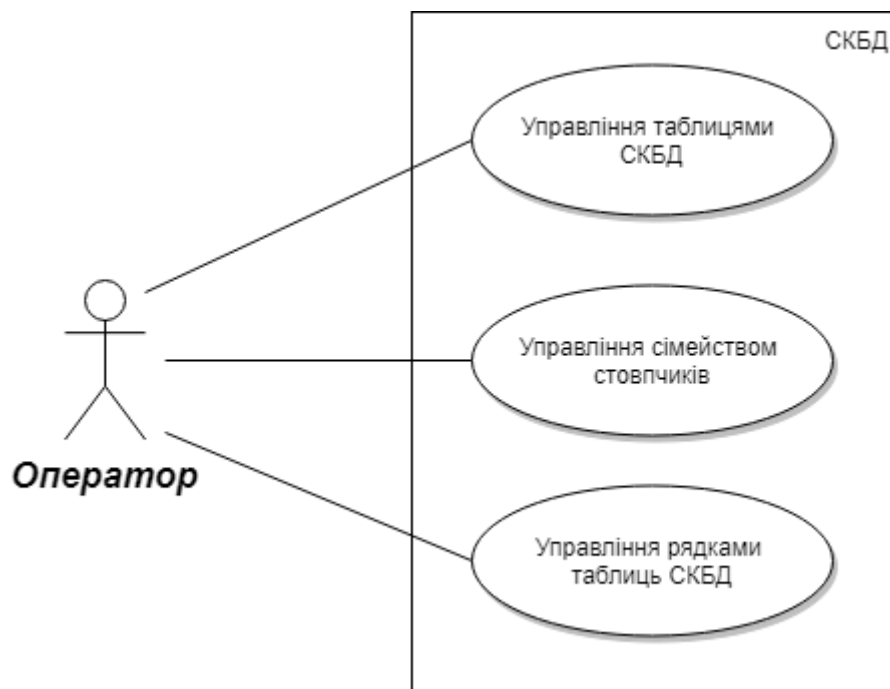 СКБД
Управління таблицями
СКБД
Управління сімейством
стовпчиків
Оператор
Управління рядками
таблиць СКБД